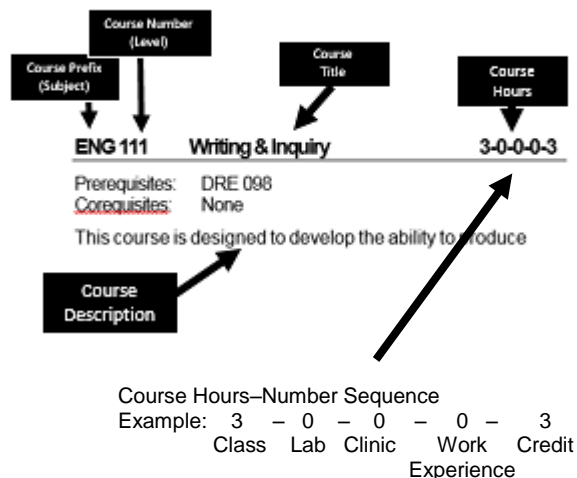 Course Number
(Level)
Course Prefix
(Subject)
Course
Title
Course
Hours
ENG 111 Writing & Inquiry 3-0-0-0-3
Prerequisites: DRE 098
Corequisites: None
This course is designed to develop the ability to produce
Course
Description
Course Hours–Number Sequence
Example: 3 – 0 – 0 – 0 – 3
Class Lab Clinic Work Credit
Experience